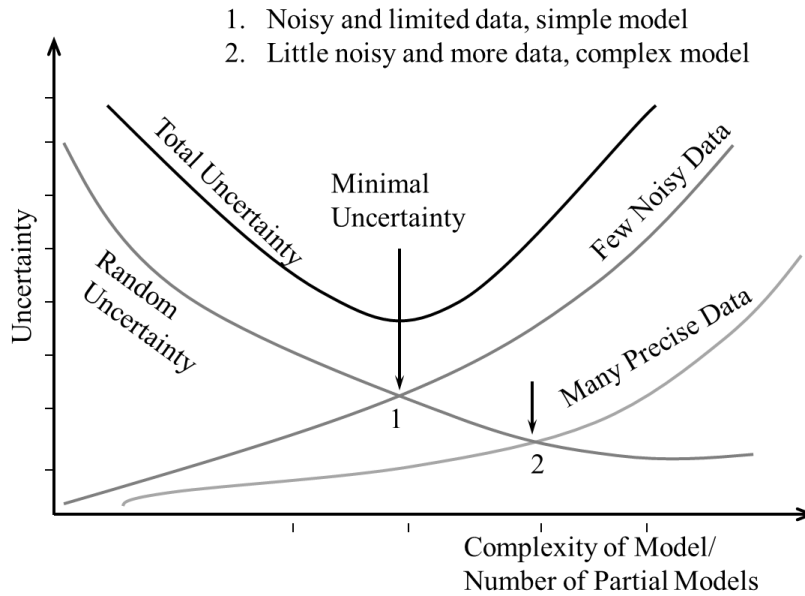 1. Noisy and limited data, simple model
2. Little noisy and more data, complex model
Total Uncertainty
Minimal
Uncertainty
Few Noisy Data
Random
Uncertainty
Many Precise Data
Uncertainty
1
2
Complexity of Model/
Number of Partial Models